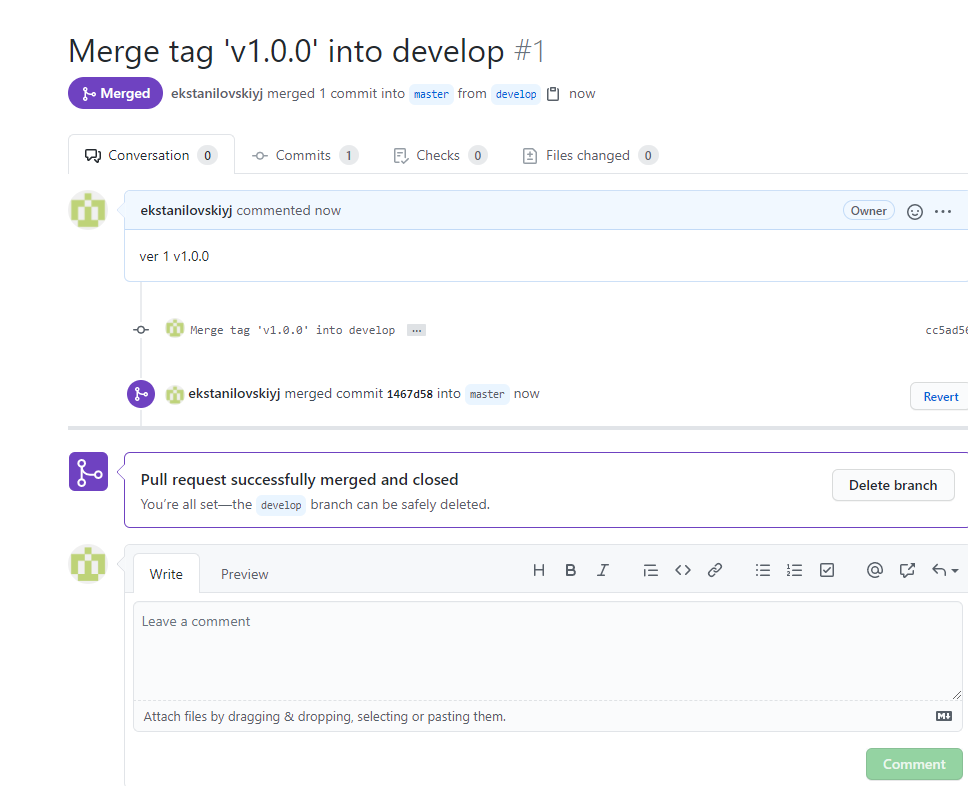 Merge tag 'v1.0.0' into develop #1
Merged ekstanilovskiyj merged 1 commit into master from develop now
Conversation 0 Commits 1 Checks 0 Files changed 0
ekstanilovskiyj commented now Owner
ver 1 v1.0.0
Merge tag 'v1.0.0' into develop … cc5ad56
ekstanilovskiyj merged commit 1467d58 into master now Revert
Pull request successfully merged and closed
You're all set—the develop branch can be safely deleted.
Delete branch
Write Preview
Leave a comment
Attach files by dragging & dropping, selecting or pasting them.
Comment